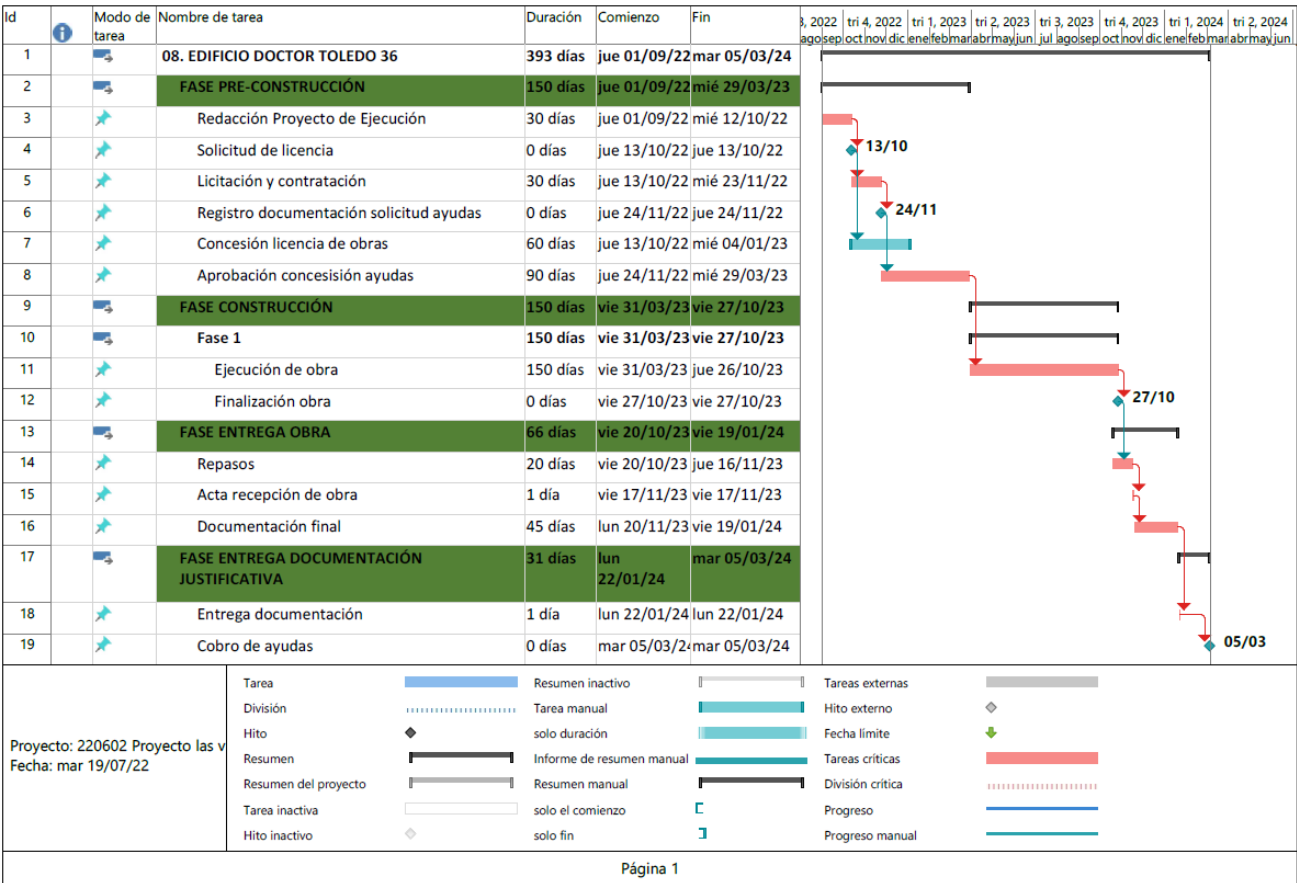 Id Modo de tarea Nombre de tarea Duración Comienzo Fin
3, 2022 tri 4, 2022 tri 1, 2023 tri 2, 2023 tri 3, 2023 tri 4, 2023 tri 1, 2024 tri 2, 2024
ago sep oct nov dic ene feb mar abr may jun jul ago sep oct nov dic ene feb mar abr may jun
1 08. EDIFICIO DOCTOR TOLEDO 36 393 días jue 01/09/22 mar 05/03/24
2 FASE PRE-CONSTRUCCIÓN 150 días jue 01/09/22 mié 29/03/23
3 Redacción Proyecto de Ejecución 30 días jue 01/09/22 mié 12/10/22
4 Solicitud de licencia 0 días jue 13/10/22 jue 13/10/22 13/10
5 Licitación y contratación 30 días jue 13/10/22 mié 23/11/22
6 Registro documentación solicitud ayudas 0 días jue 24/11/22 jue 24/11/22 24/11
7 Concesión licencia de obras 60 días jue 13/10/22 mié 04/01/23
8 Aprobación concesisión ayudas 90 días jue 24/11/22 mié 29/03/23
9 FASE CONSTRUCCIÓN 150 días vie 31/03/23 vie 27/10/23
10 Fase 1 150 días vie 31/03/23 vie 27/10/23
11 Ejecución de obra 150 días vie 31/03/23 jue 26/10/23
12 Finalización obra 0 días vie 27/10/23 vie 27/10/23 27/10
13 FASE ENTREGA OBRA 66 días vie 20/10/23 vie 19/01/24
14 Repasos 20 días vie 20/10/23 jue 16/11/23
15 Acta recepción de obra 1 día vie 17/11/23 vie 17/11/23
16 Documentación final 45 días lun 20/11/23 vie 19/01/24
17 FASE ENTREGA DOCUMENTACIÓN JUSTIFICATIVA 31 días lun 22/01/24 mar 05/03/24
18 Entrega documentación 1 día lun 22/01/24 lun 22/01/24
19 Cobro de ayudas 0 días mar 05/03/24 mar 05/03/24 05/03
Proyecto: 220602 Proyecto las v
Fecha: mar 19/07/22
Tarea Resumen inactivo Tareas externas
División Tarea manual Hito externo
Hito solo duración Fecha límite
Resumen Informe de resumen manual Tareas críticas
Resumen del proyecto Resumen manual División crítica
Tarea inactiva solo el comienzo Progreso
Hito inactivo solo fin Progreso manual
Página 1